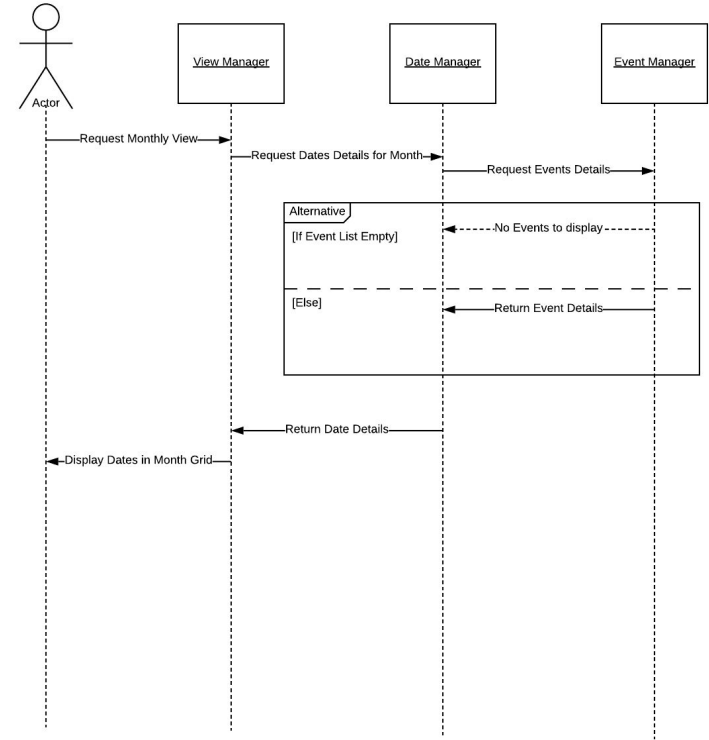 Actor
View Manager
Date Manager
Event Manager
Request Monthly View
Request Dates Details for Month
Request Events Details
Alternative
[If Event List Empty]
No Events to display
[Else]
Return Event Details
Return Date Details
Display Dates in Month Grid